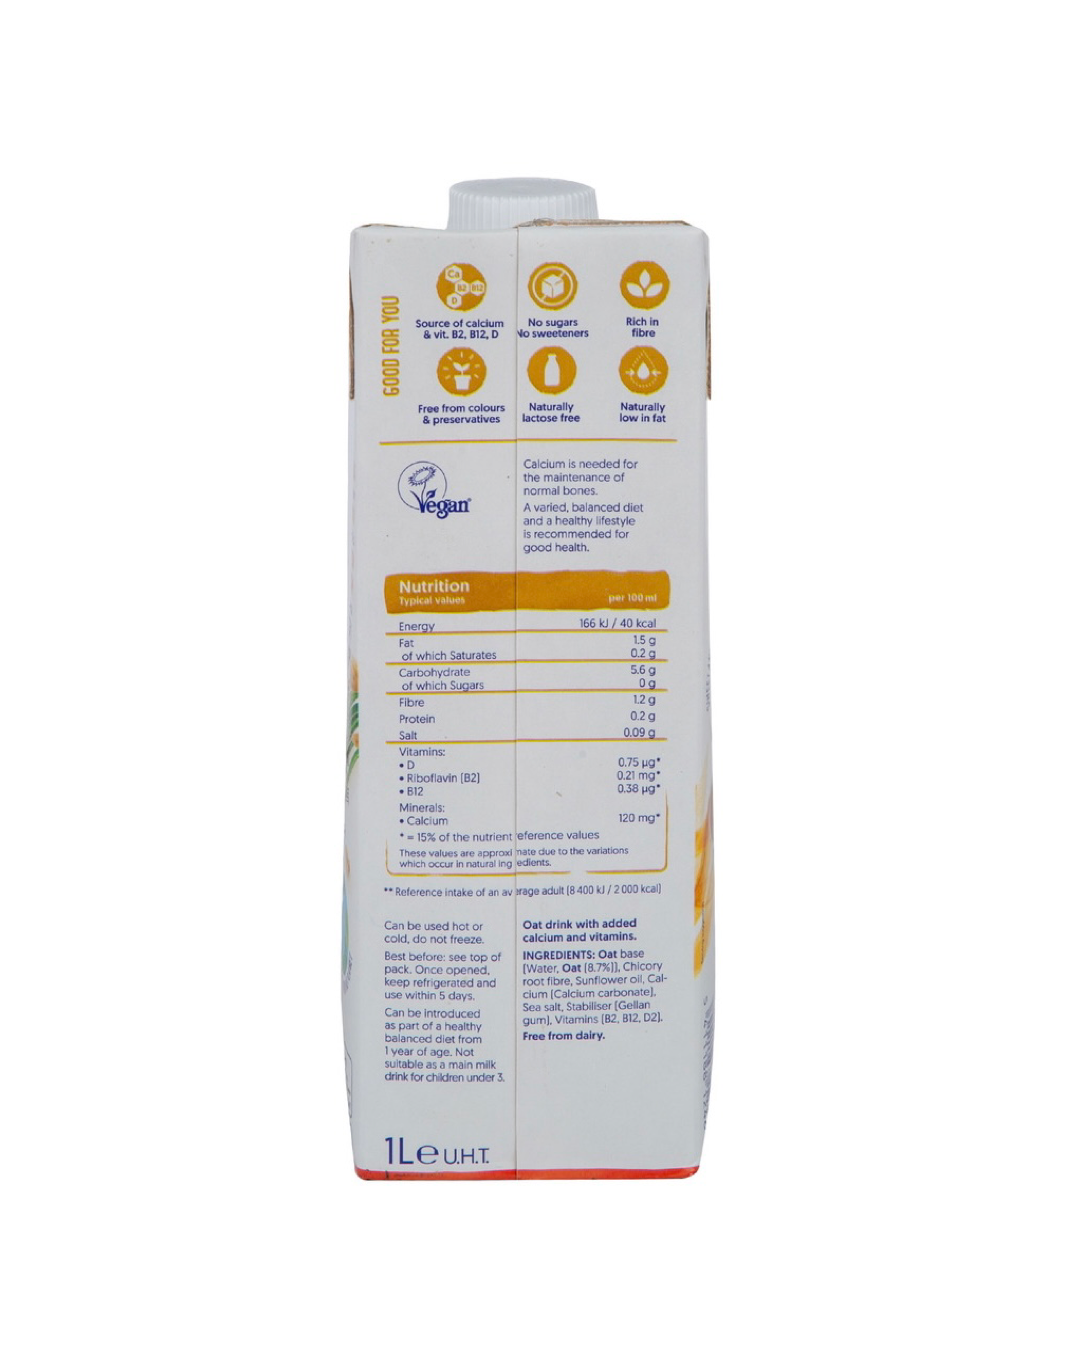 GOOD FOR YOU
Ca
B2 B12
D
Source of calcium
& vit. B2, B12, D
No sugars
No sweeteners
Rich in
fibre
Free from colours
& preservatives
Naturally
lactose free
Naturally
low in fat
Vegan
Calcium is needed for
the maintenance of
normal bones.
A varied, balanced diet
and a healthy lifestyle
is recommended for
good health.
Nutrition
Typical values per 100 ml
Energy 166 kJ / 40 kcal
Fat 1.5 g
of which Saturates 0.2 g
Carbohydrate 5.6 g
of which Sugars 0 g
Fibre 1.2 g
Protein 0.2 g
Salt 0.09 g
Vitamins:
• D 0.75 µg*
• Riboflavin (B2) 0.21 mg*
• B12 0.38 µg*
Minerals:
• Calcium 120 mg*
* = 15% of the nutrient reference values
These values are approximate due to the variations
which occur in natural ingredients.
** Reference intake of an average adult (8 400 kJ / 2 000 kcal)
Can be used hot or
cold, do not freeze.
Best before: see top of
pack. Once opened,
keep refrigerated and
use within 5 days.
Can be introduced
as part of a healthy
balanced diet from
1 year of age. Not
suitable as a main milk
drink for children under 3.
Oat drink with added
calcium and vitamins.
INGREDIENTS: Oat base
(Water, Oat (8.7%)), Chicory
root fibre, Sunflower oil, Cal-
cium (Calcium carbonate),
Sea salt, Stabiliser (Gellan
gum), Vitamins (B2, B12, D2).
Free from dairy.
1L e U.H.T.